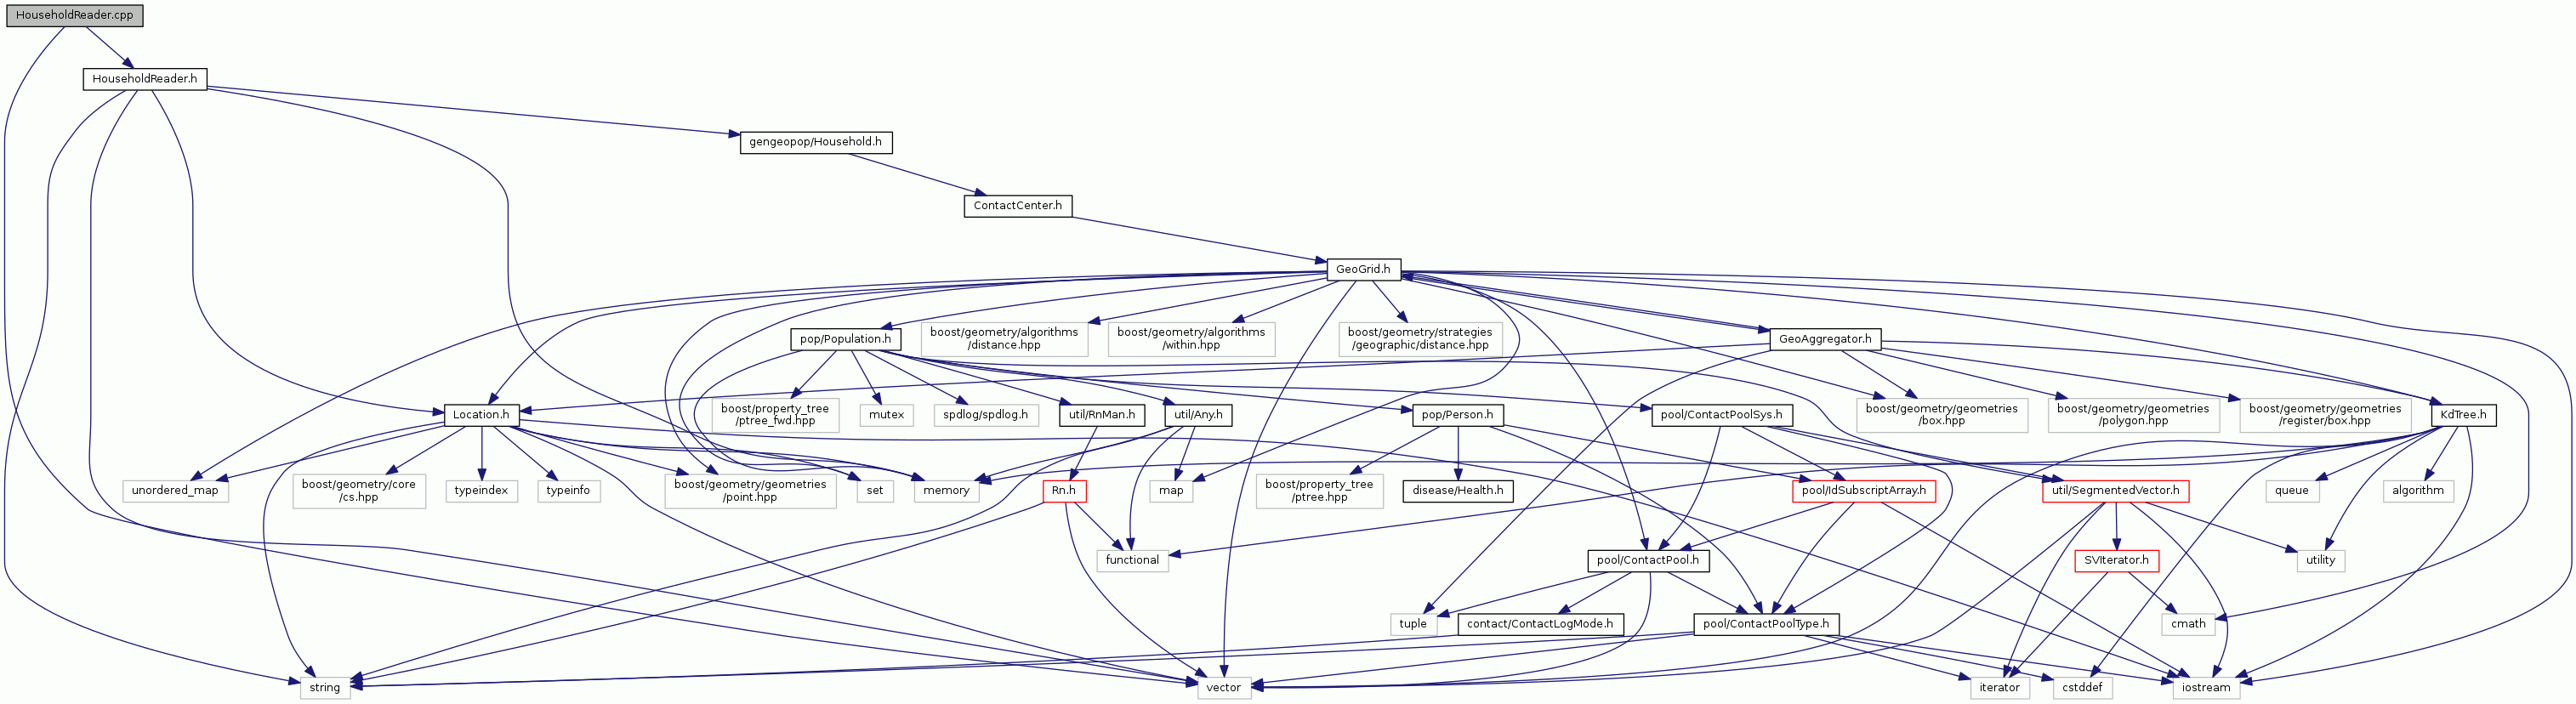 HouseholdReader.cpp
HouseholdReader.h
gengeopop/Household.h
ContactCenter.h
GeoGrid.h
pop/Population.h
boost/geometry/algorithms
/distance.hpp
boost/geometry/algorithms
/within.hpp
boost/geometry/strategies
/geographic/distance.hpp
GeoAggregator.h
Location.h
boost/property_tree
/ptree_fwd.hpp
mutex
spdlog/spdlog.h
util/RnMan.h
util/Any.h
pop/Person.h
pool/ContactPoolSys.h
boost/geometry/geometries
/box.hpp
boost/geometry/geometries
/polygon.hpp
boost/geometry/geometries
/register/box.hpp
KdTree.h
unordered_map
boost/geometry/core
/cs.hpp
typeindex
typeinfo
boost/geometry/geometries
/point.hpp
set
memory
Rn.h
map
boost/property_tree
/ptree.hpp
disease/Health.h
pool/IdSubscriptArray.h
util/SegmentedVector.h
queue
algorithm
functional
pool/ContactPool.h
SVIterator.h
utility
tuple
contact/ContactLogMode.h
pool/ContactPoolType.h
cmath
string
vector
iterator
cstddef
iostream